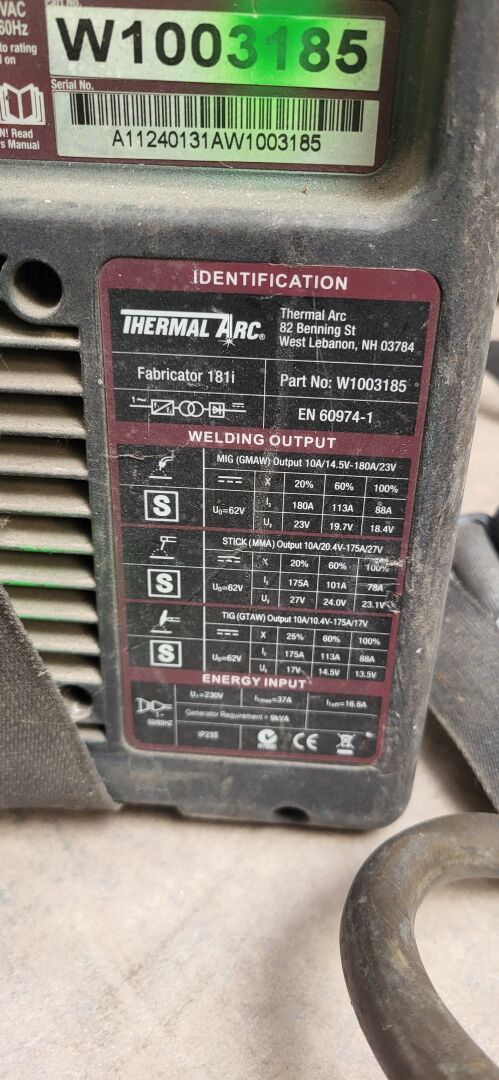 VAC
60Hz
to rating
on
Part No.
W1003185
Serial No.
A11240131AW1003185
N! Read
s Manual
IDENTIFICATION
THERMAL ARC®
Thermal Arc
82 Benning St
West Lebanon, NH 03784
Fabricator 181i
Part No: W1003185
1~
EN 60974-1
WELDING OUTPUT
MIG (GMAW) Output 10A/14.5V-180A/23V
X 20% 60% 100%
S U₀=62V I₂ 180A 113A 88A
U₂ 23V 19.7V 18.4V
STICK (MMA) Output 10A/20.4V-175A/27V
X 20% 60% 100%
S U₀=62V I₂ 175A 101A 78A
U₂ 27V 24.0V 23.1V
TIG (GTAW) Output 10A/10.4V-175A/17V
X 25% 60% 100%
S U₀=62V I₂ 175A 113A 88A
U₂ 17V 14.5V 13.5V
ENERGY INPUT
U₁=230V I₁max=37A I₁eff=16.6A
50/60HZ
Generator Requirement = 9kVA
IP23S
CE